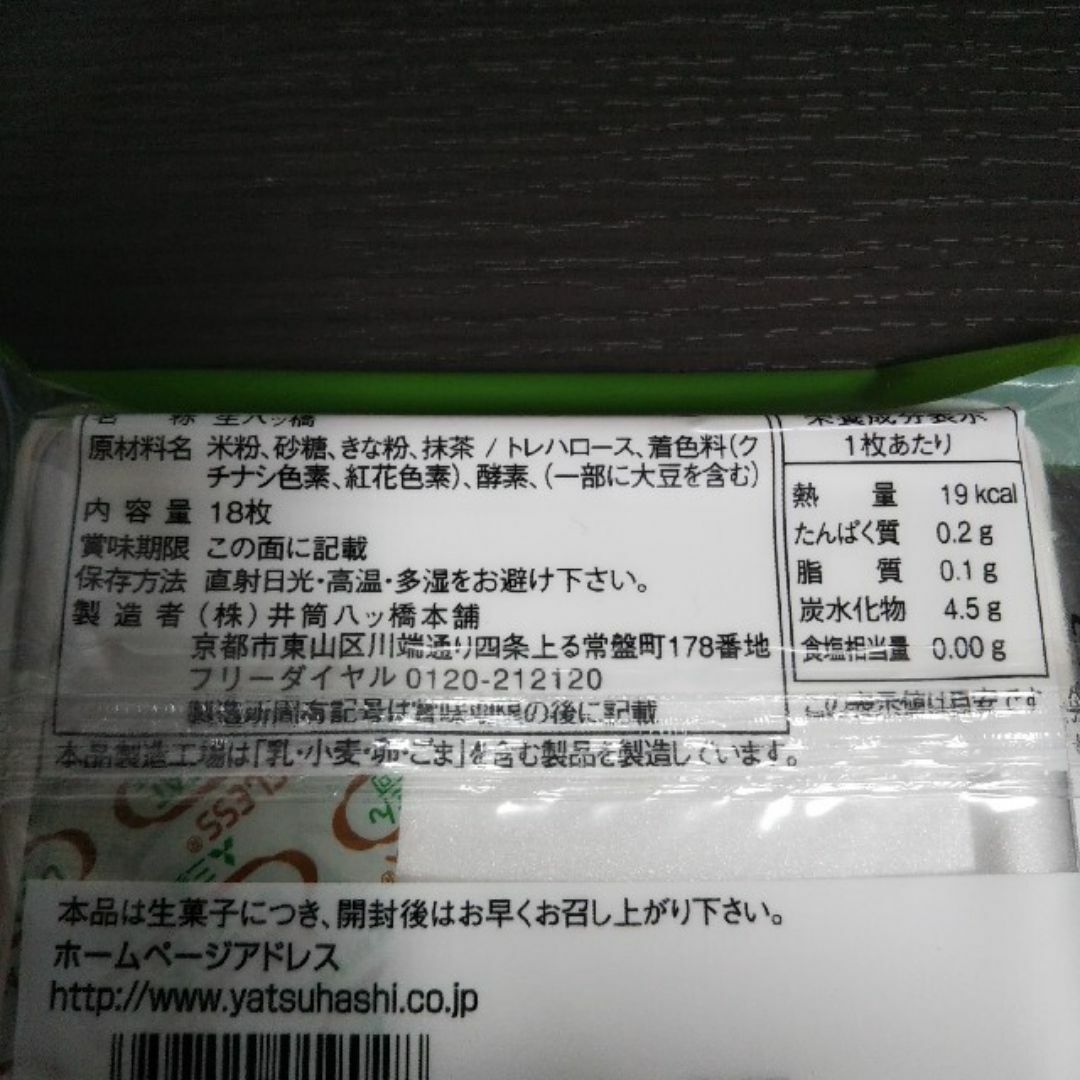 名 称 生八ッ橋
原材料名 米粉、砂糖、きな粉、抹茶 / トレハロース、着色料(ク
チナシ色素、紅花色素)、酵素、(一部に大豆を含む)
内容量 18枚
賞味期限 この面に記載
保存方法 直射日光・高温・多湿をお避け下さい。
製造者 (株)井筒八ッ橋本舗
京都市東山区川端通り四条上る常盤町178番地
フリーダイヤル 0120-212120
製造所固有記号は賞味期限の後に記載
栄養成分表示
1枚あたり
熱 量 19 kcal
たんぱく質 0.2 g
脂 質 0.1 g
炭水化物 4.5 g
食塩相当量 0.00 g
この表示値は目安です
本品製造工場は「乳・小麦・卵・ごま」を含む製品を製造しています。
LESS®
本品は生菓子につき、開封後はお早くお召し上がり下さい。
ホームページアドレス
http://www.yatsuhashi.co.jp